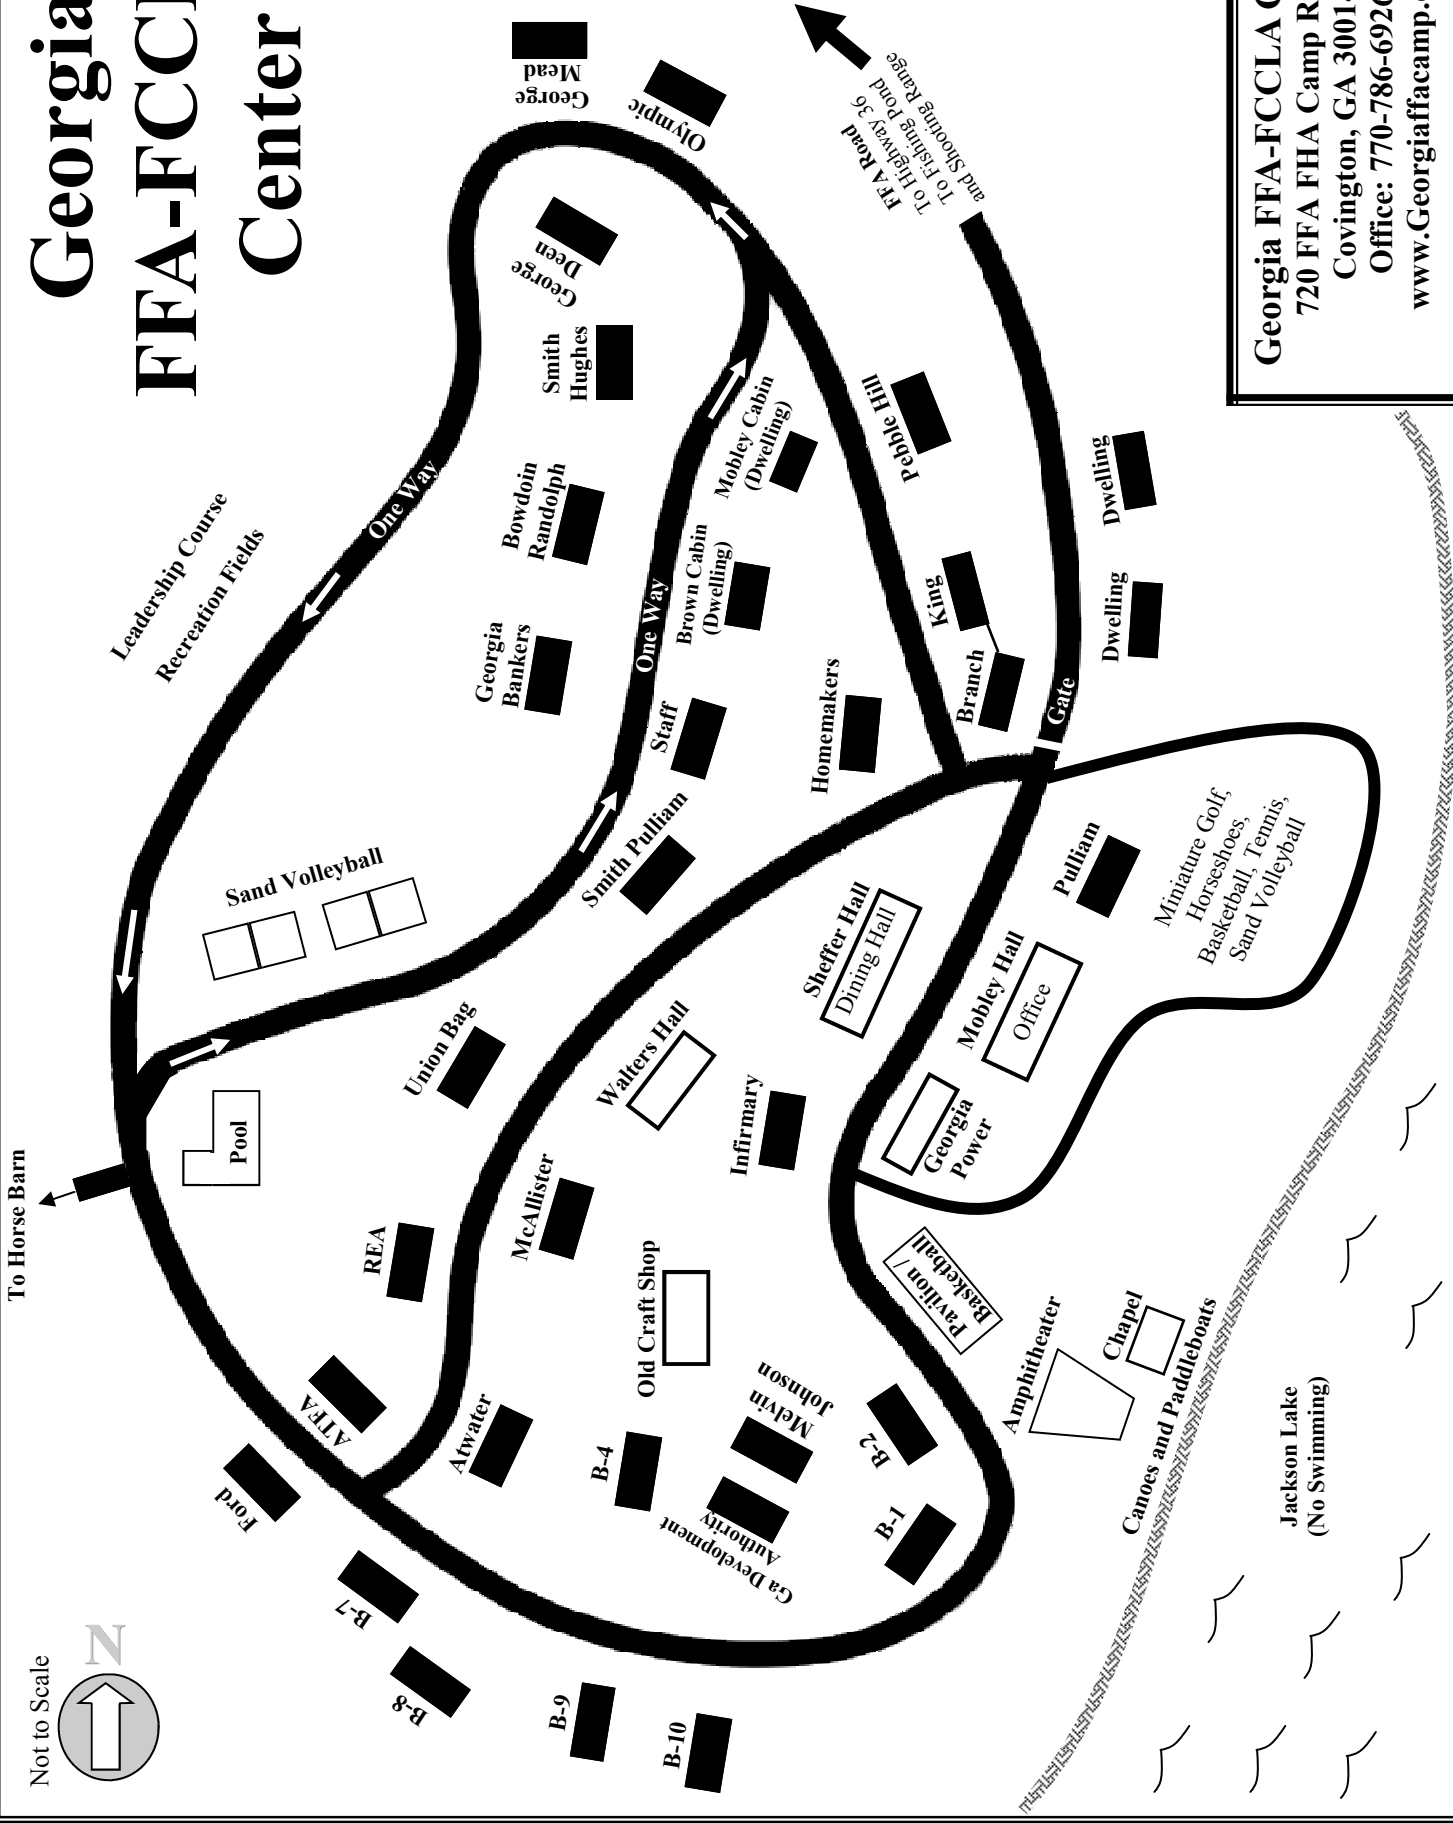 Georgia
FFA-FCCL
Center
Not to Scale
N
To Horse Barn
Leadership Course
Recreation Fields
One Way
One Way
Sand Volleyball
Pool
George
Mead
Olympic
George
Deen
Smith
Hughes
Bowdoin
Randolph
Georgia
Bankers
Mobley Cabin
(Dwelling)
Brown Cabin
(Dwelling)
Staff
Smith Pulliam
Homemakers
FFA Road
To Highway 36
To Fishing Pond
and Shooting Range
Pebble Hill
King
Branch
Dwelling
Dwelling
Gate
Union Bag
Walters Hall
Sheffer Hall
Dining Hall
Mobley Hall
Office
Pulliam
Miniature Golf,
Horseshoes,
Basketball, Tennis,
Sand Volleyball
Infirmary
Georgia
Power
REA
McAllister
Old Craft Shop
Pavilion /
Basketball
ATFA
Atwater
Ford
B-4
Melvin
Johnson
Ga Development
Authority
B-2
B-1
B-7
B-8
B-9
B-10
Amphitheater
Chapel
Canoes and Paddleboats
Jackson Lake
(No Swimming)
Georgia FFA-FCCLA
720 FFA FHA Camp R
Covington, GA 3001
Office: 770-786-692
www.Georgiaffacamp.